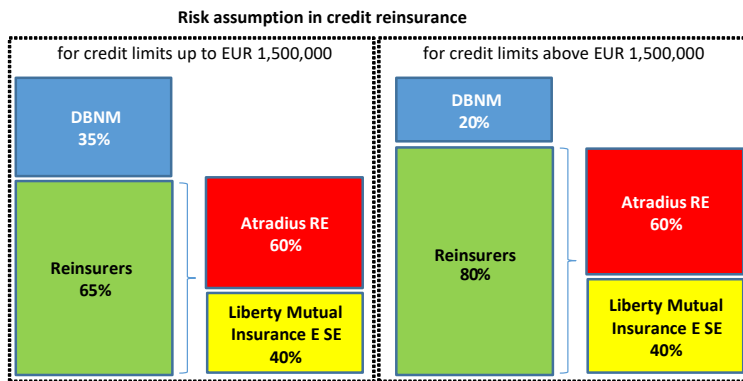 Risk assumption in credit reinsurance
for credit limits up to EUR 1,500,000
DBNM
35%
Reinsurers
65%
Atradius RE
60%
Liberty Mutual
Insurance E SE
40%
for credit limits above EUR 1,500,000
DBNM
20%
Reinsurers
80%
Atradius RE
60%
Liberty Mutual
Insurance E SE
40%